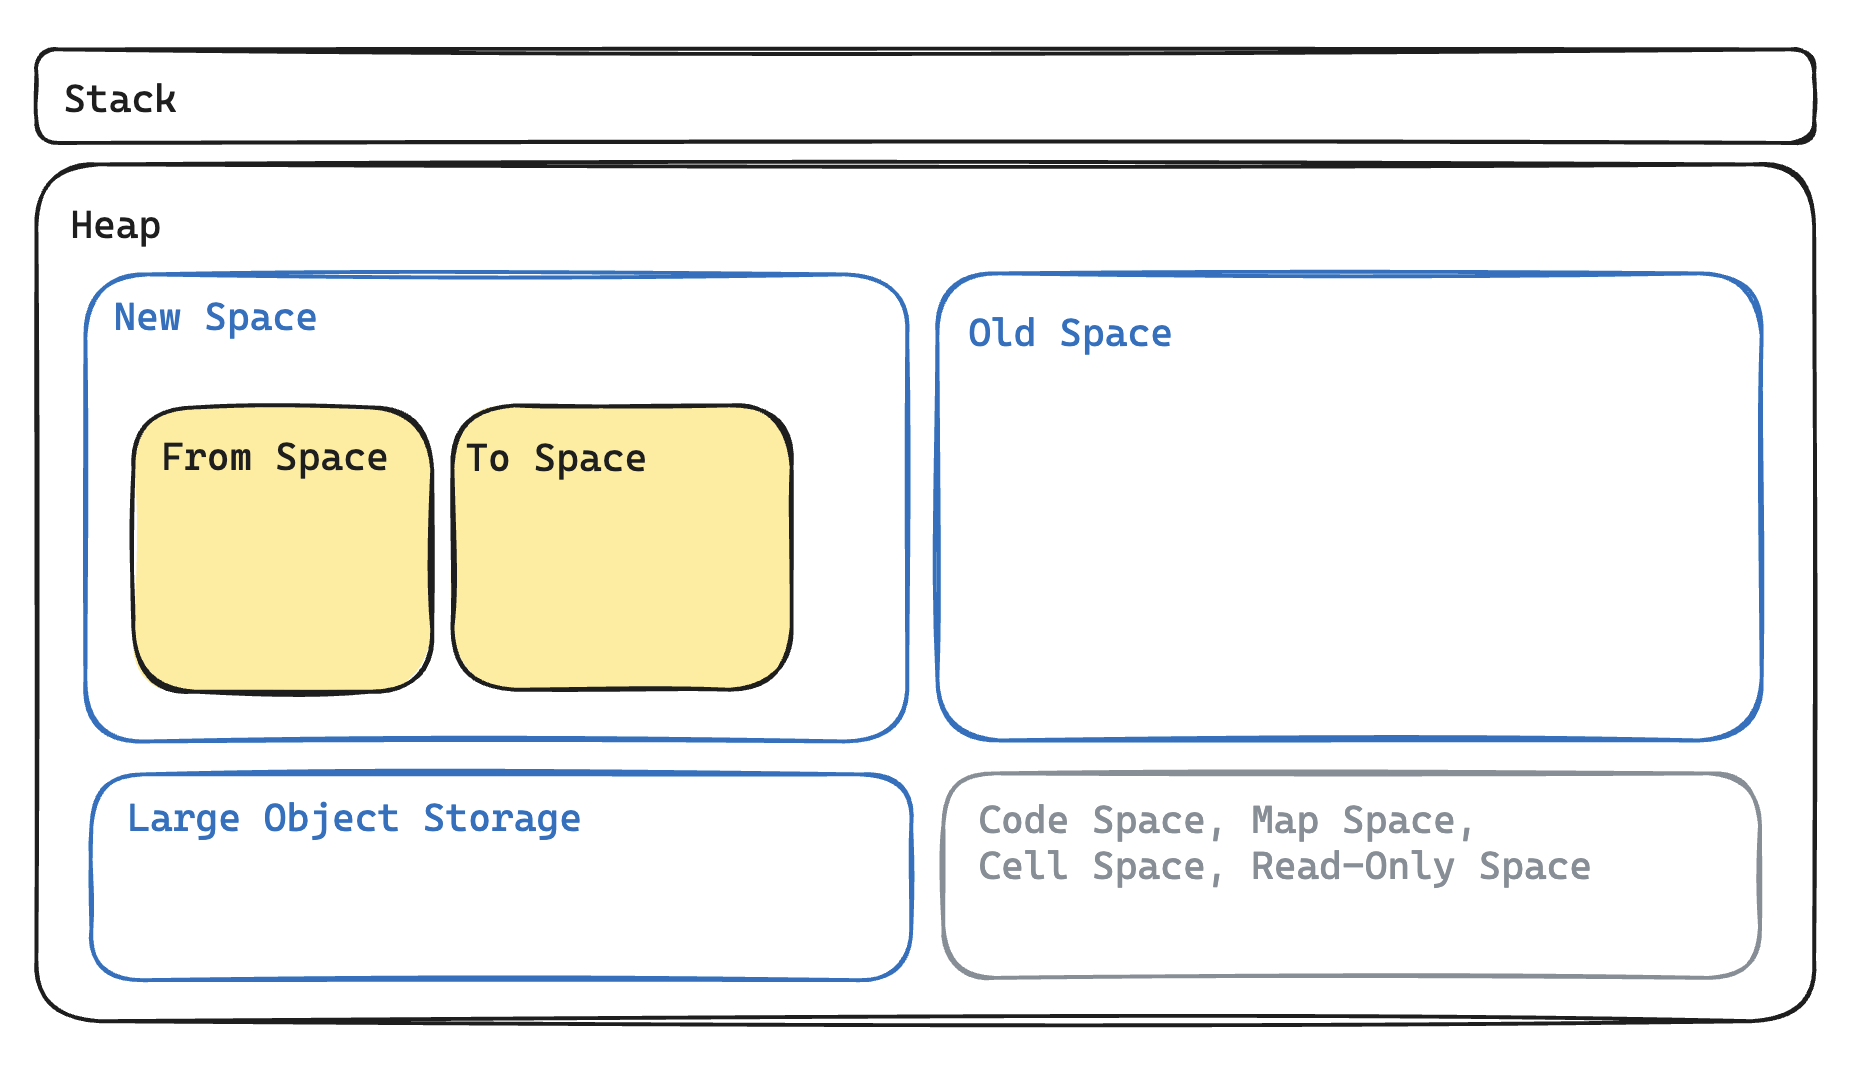 Stack
Heap
New Space
Old Space
From Space
To Space
Large Object Storage
Code Space, Map Space,
Cell Space, Read-Only Space